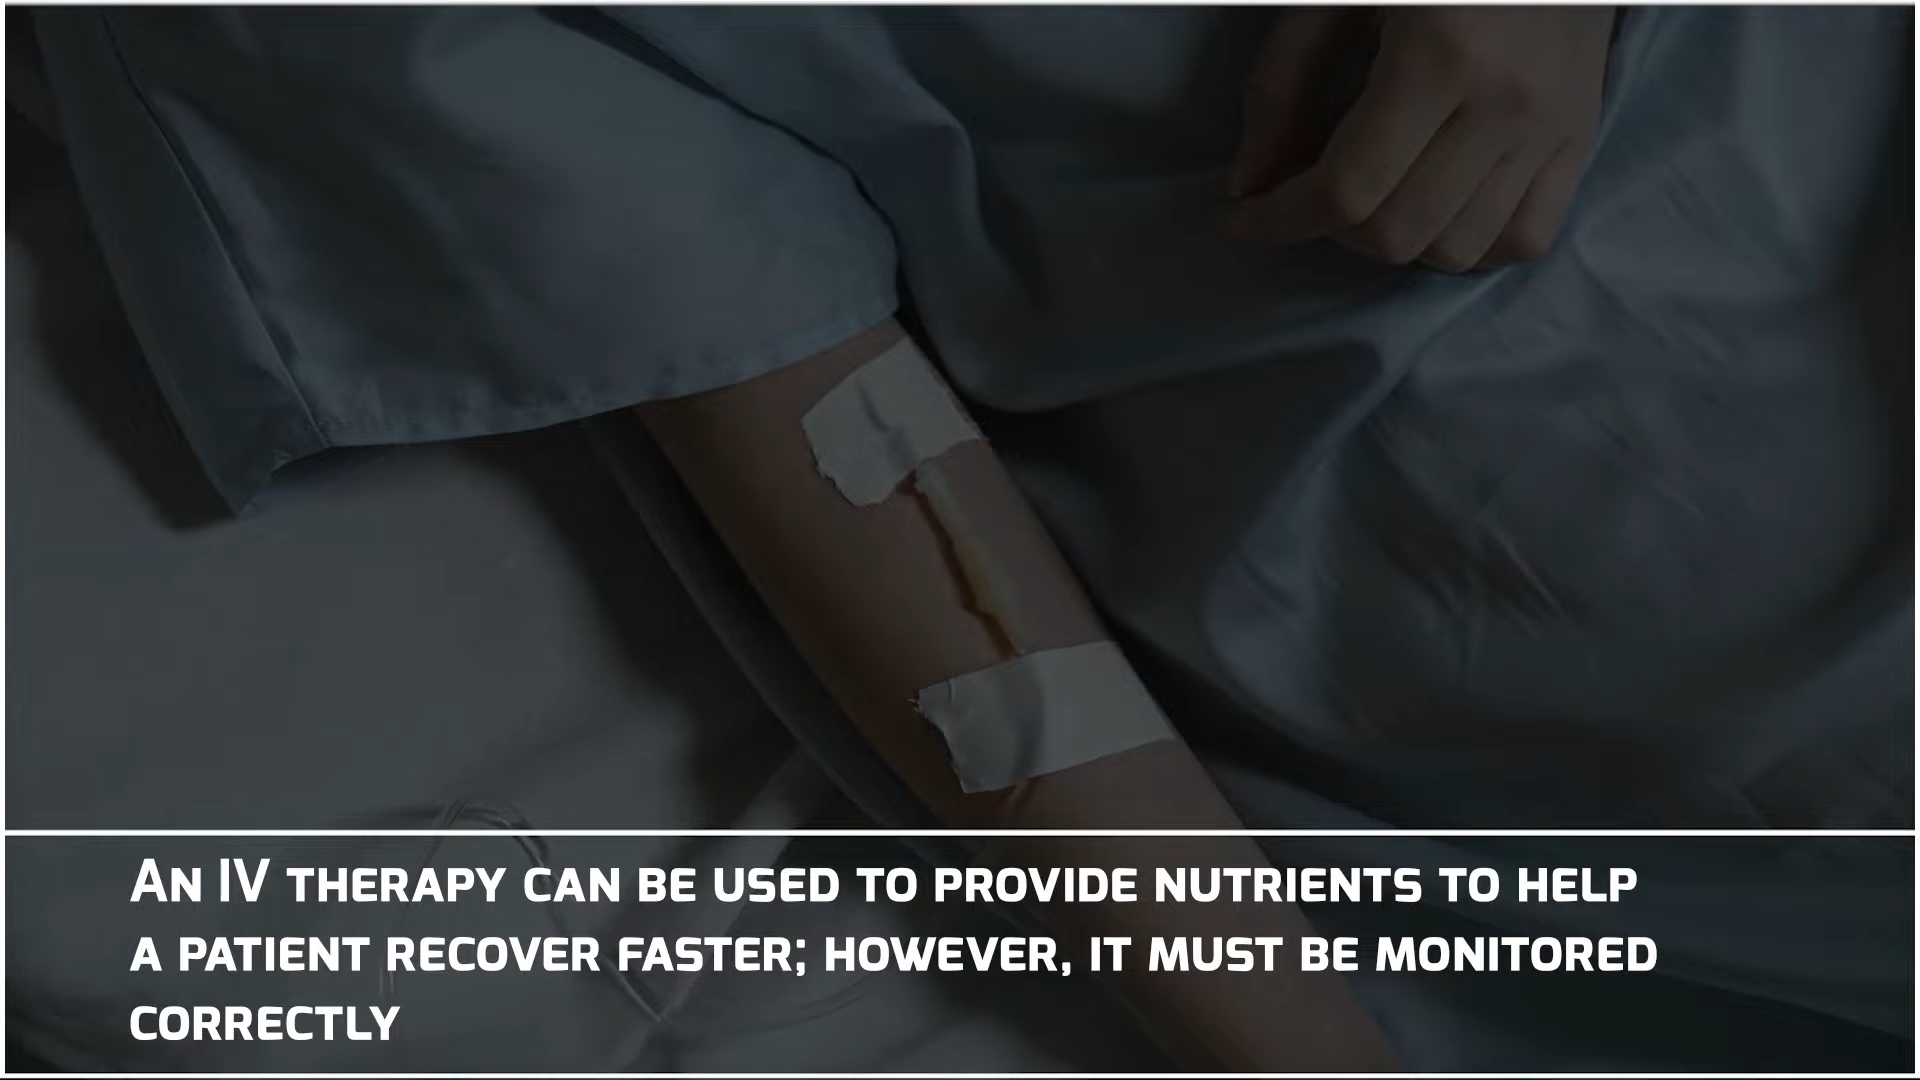 An IV therapy can be used to provide nutrients to help
a patient recover faster; however, it must be monitored
correctly